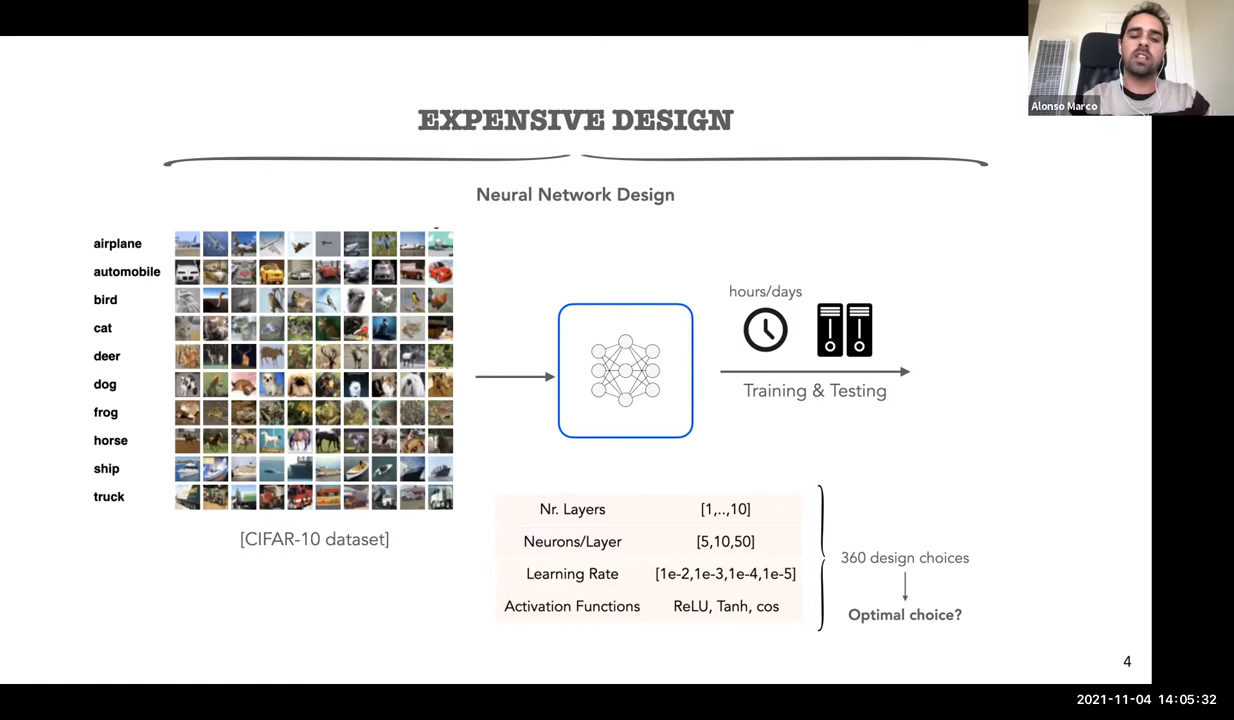 Alonso Marco
EXPENSIVE DESIGN
Neural Network Design
airplane
automobile
bird
cat
deer
dog
frog
horse
ship
truck
[CIFAR-10 dataset]
hours/days
Training & Testing
Nr. Layers [1,..,10]
Neurons/Layer [5,10,50]
Learning Rate [1e-2,1e-3,1e-4,1e-5]
Activation Functions ReLU, Tanh, cos
360 design choices
Optimal choice?
4
2021-11-04 14:05:32